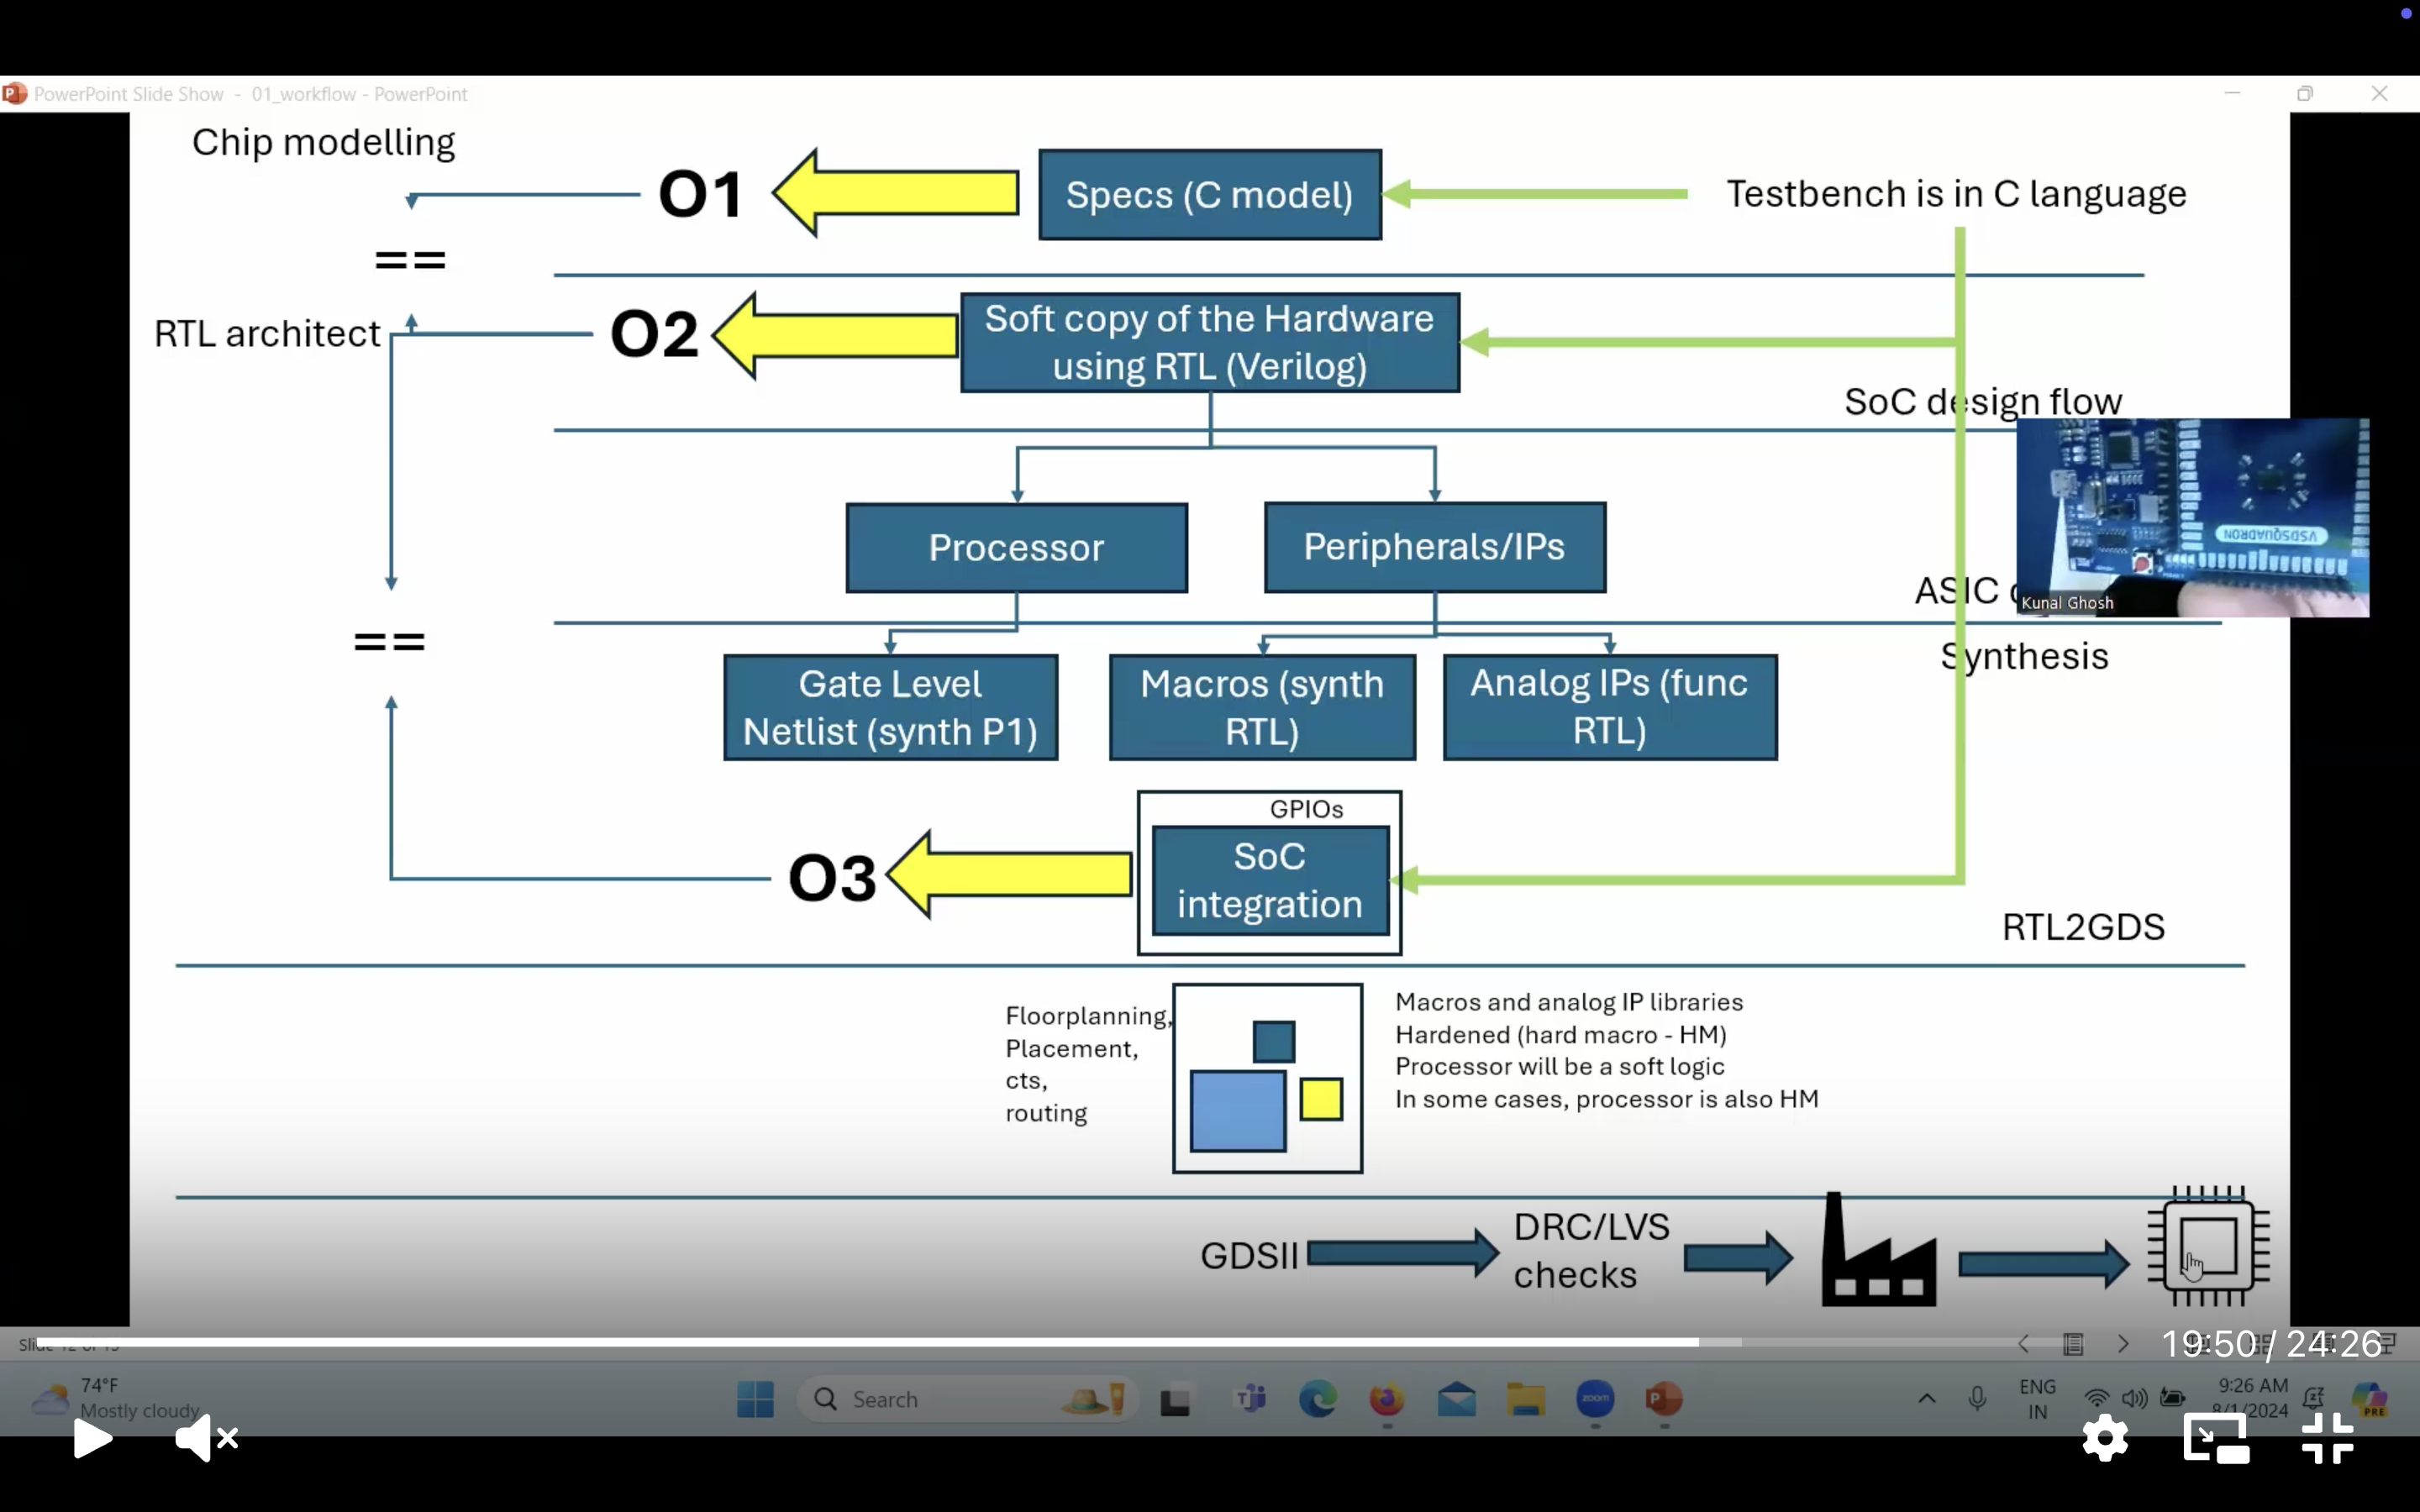 PowerPoint Slide Show - 01_workflow - PowerPoint
Chip modelling
O1
Specs (C model)
Testbench is in C language
==
RTL architect
O2
Soft copy of the Hardware
using RTL (Verilog)
SoC design flow
Processor
Peripherals/IPs
VSDSQUADRON
ASIC
Kunal Ghosh
==
Synthesis
Gate Level
Netlist (synth P1)
Macros (synth
RTL)
Analog IPs (func
RTL)
GPIOs
SoC
integration
O3
RTL2GDS
Floorplanning,
Placement,
cts,
routing
Macros and analog IP libraries
Hardened (hard macro - HM)
Processor will be a soft logic
In some cases, processor is also HM
GDSII
DRC/LVS
checks
19:50 / 24:26
74°F
Mostly cloudy
Search
zoom
ENG
IN
9:26 AM
8/1/2024
PRE